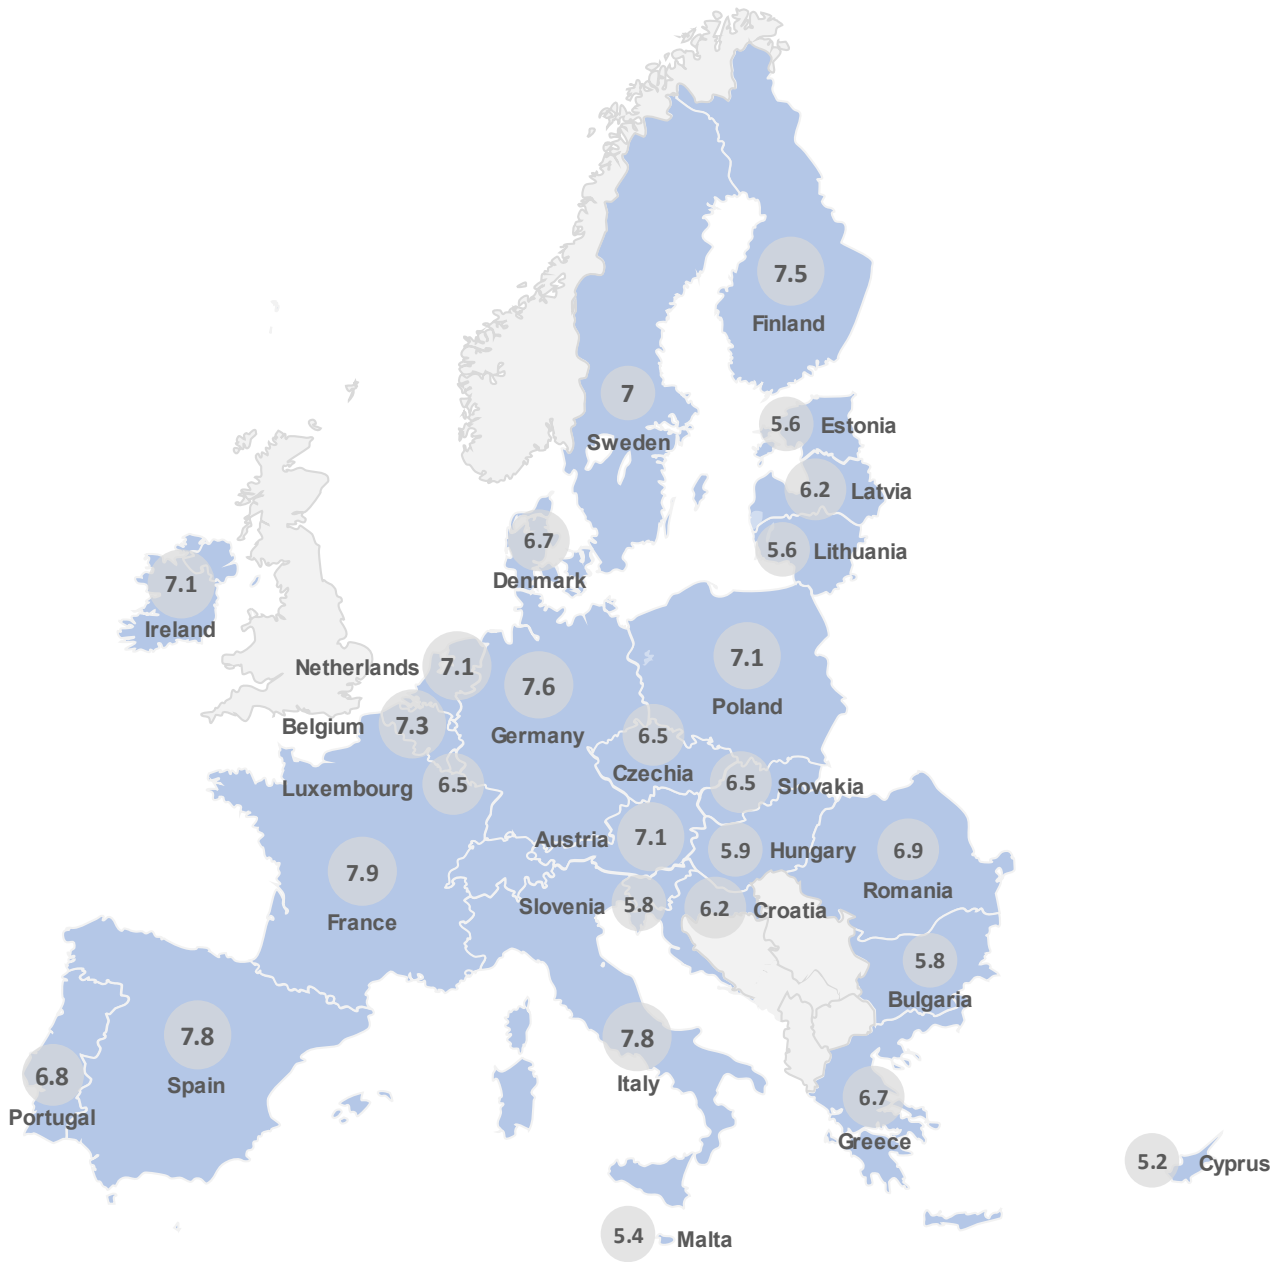 7.5
Finland
7
Sweden
5.6 Estonia
6.2 Latvia
6.7
Denmark
5.6 Lithuania
7.1
Ireland
Netherlands 7.1
7.6
Germany
7.1
Poland
Belgium 7.3
6.5
Czechia
Luxembourg 6.5
6.5 Slovakia
Austria 7.1
5.9 Hungary
6.9
Romania
7.9
France
Slovenia 5.8
6.2 Croatia
5.8
Bulgaria
7.8
Spain
7.8
Italy
6.8
Portugal
6.7
Greece
5.2 Cyprus
5.4 Malta